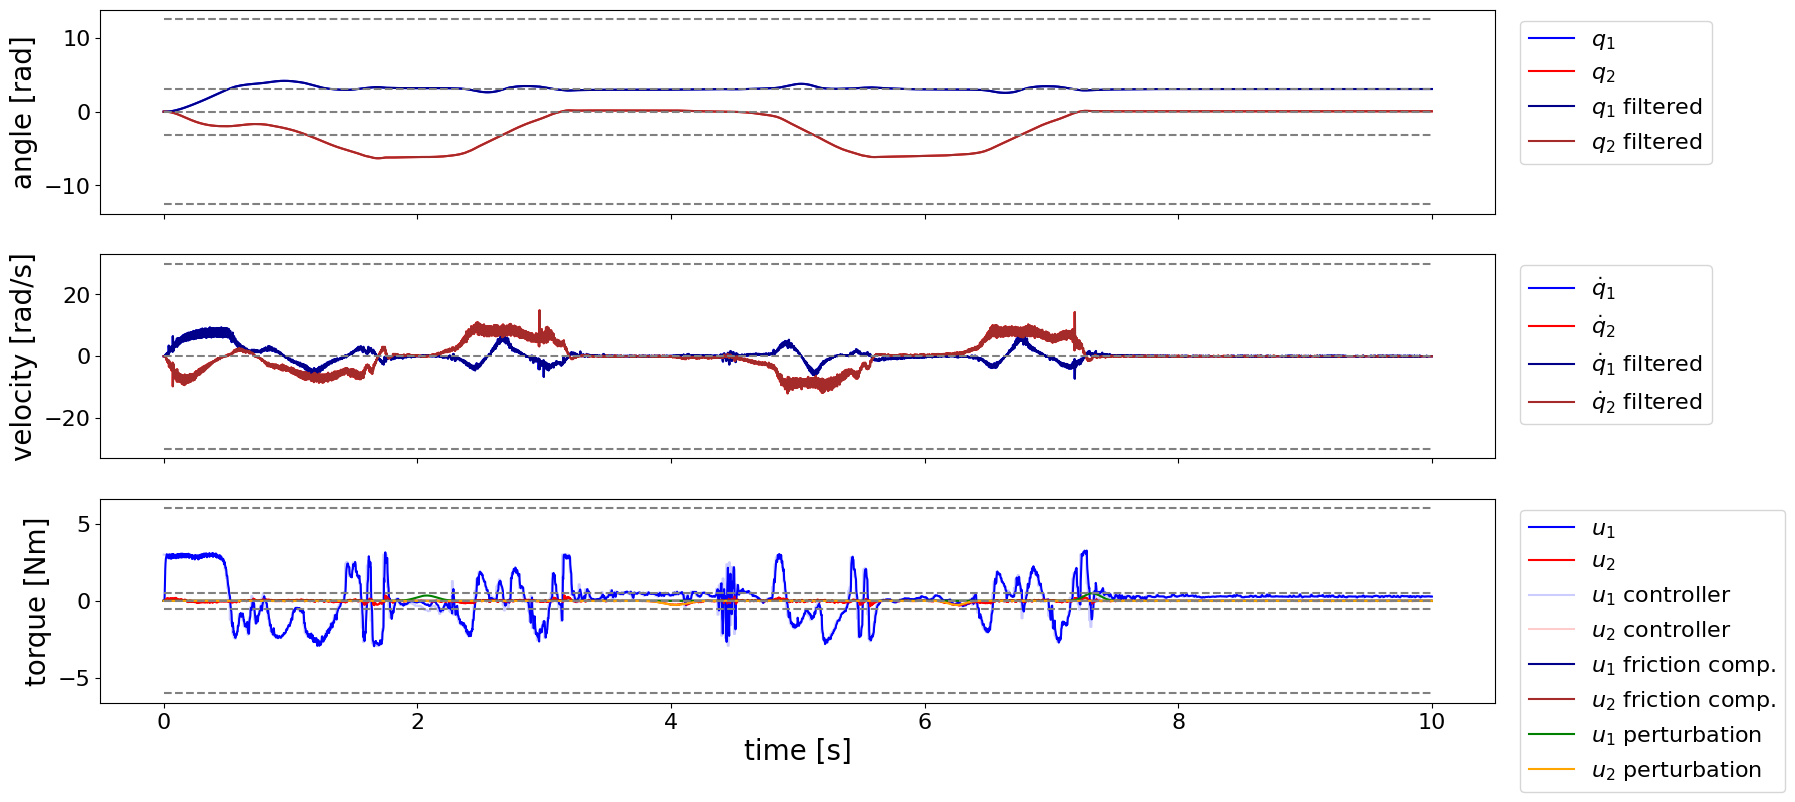 angle [rad]
10
0
−10
q₁
q₂
q₁ filtered
q₂ filtered
velocity [rad/s]
20
0
−20
q̇₁
q̇₂
q̇₁ filtered
q̇₂ filtered
torque [Nm]
5
0
−5
0 2 4 6 8 10
time [s]
u₁
u₂
u₁ controller
u₂ controller
u₁ friction comp.
u₂ friction comp.
u₁ perturbation
u₂ perturbation